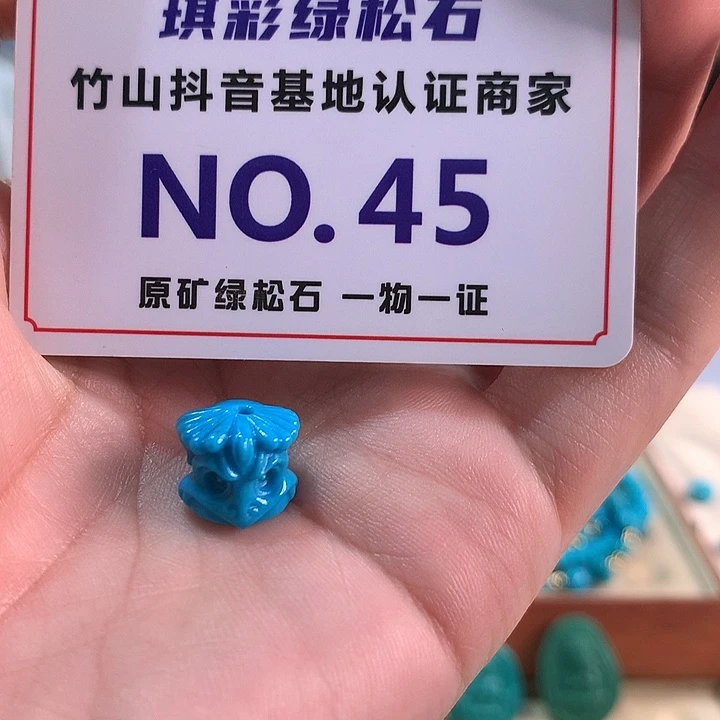 琪彩绿松石
竹山抖音基地认证商家
NO.45
原矿绿松石 一物一证